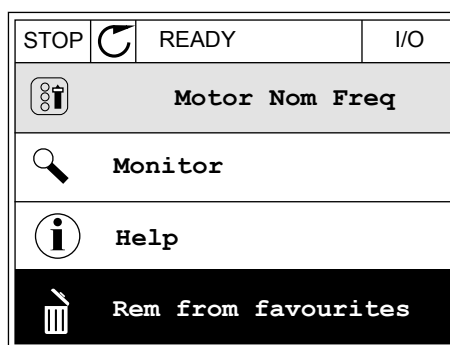 STOP READY I/O
Motor Nom Freq
Monitor
Help
Rem from favourites